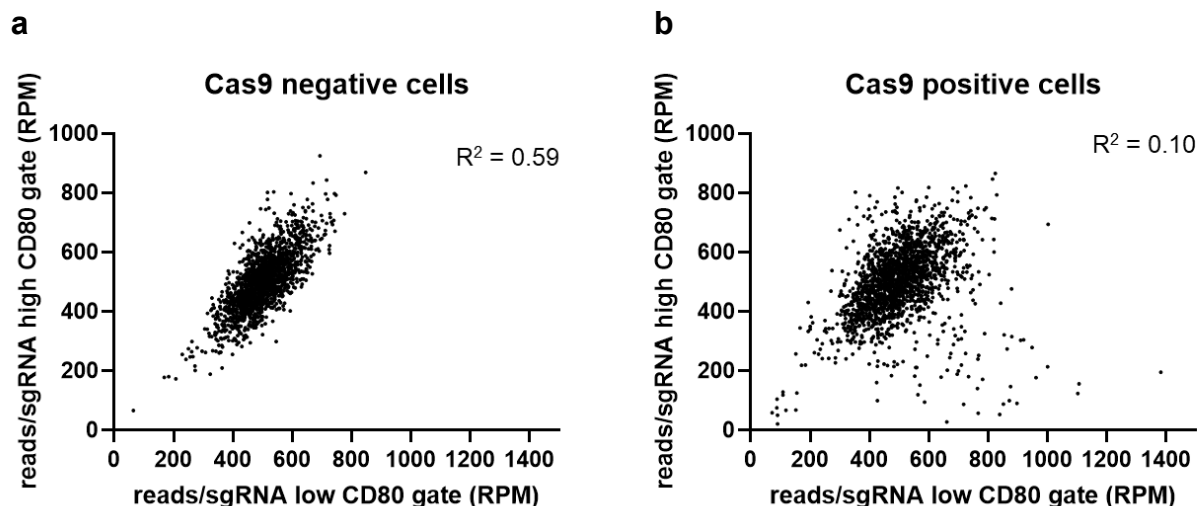 a
Cas9 negative cells
reads/sgRNA high CD80 gate (RPM)
1000
800
600
400
200
0
R² = 0.59
0 200 400 600 800 1000 1200 1400
reads/sgRNA low CD80 gate (RPM)
b
Cas9 positive cells
reads/sgRNA high CD80 gate (RPM)
1000
800
600
400
200
0
R² = 0.10
0 200 400 600 800 1000 1200 1400
reads/sgRNA low CD80 gate (RPM)